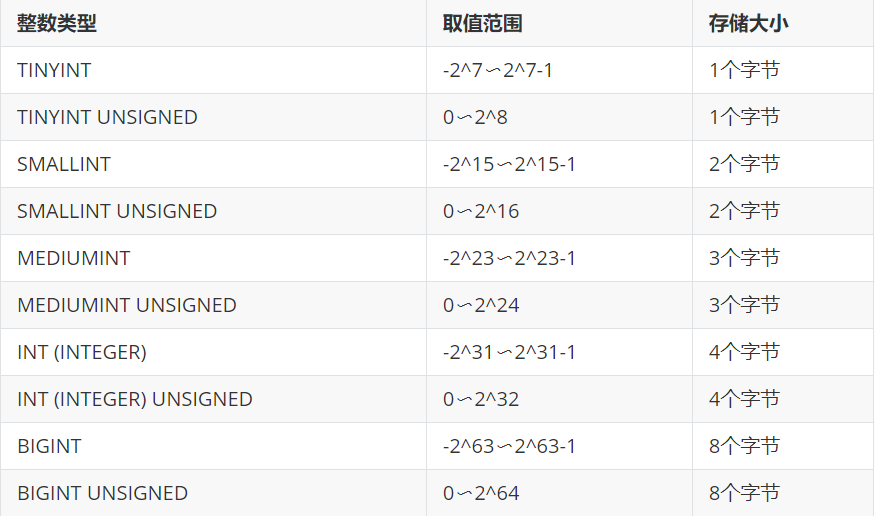 整数类型 取值范围 存储大小
TINYINT -2^7∽2^7-1 1个字节
TINYINT UNSIGNED 0∽2^8 1个字节
SMALLINT -2^15∽2^15-1 2个字节
SMALLINT UNSIGNED 0∽2^16 2个字节
MEDIUMINT -2^23∽2^23-1 3个字节
MEDIUMINT UNSIGNED 0∽2^24 3个字节
INT (INTEGER) -2^31∽2^31-1 4个字节
INT (INTEGER) UNSIGNED 0∽2^32 4个字节
BIGINT -2^63∽2^63-1 8个字节
BIGINT UNSIGNED 0∽2^64 8个字节